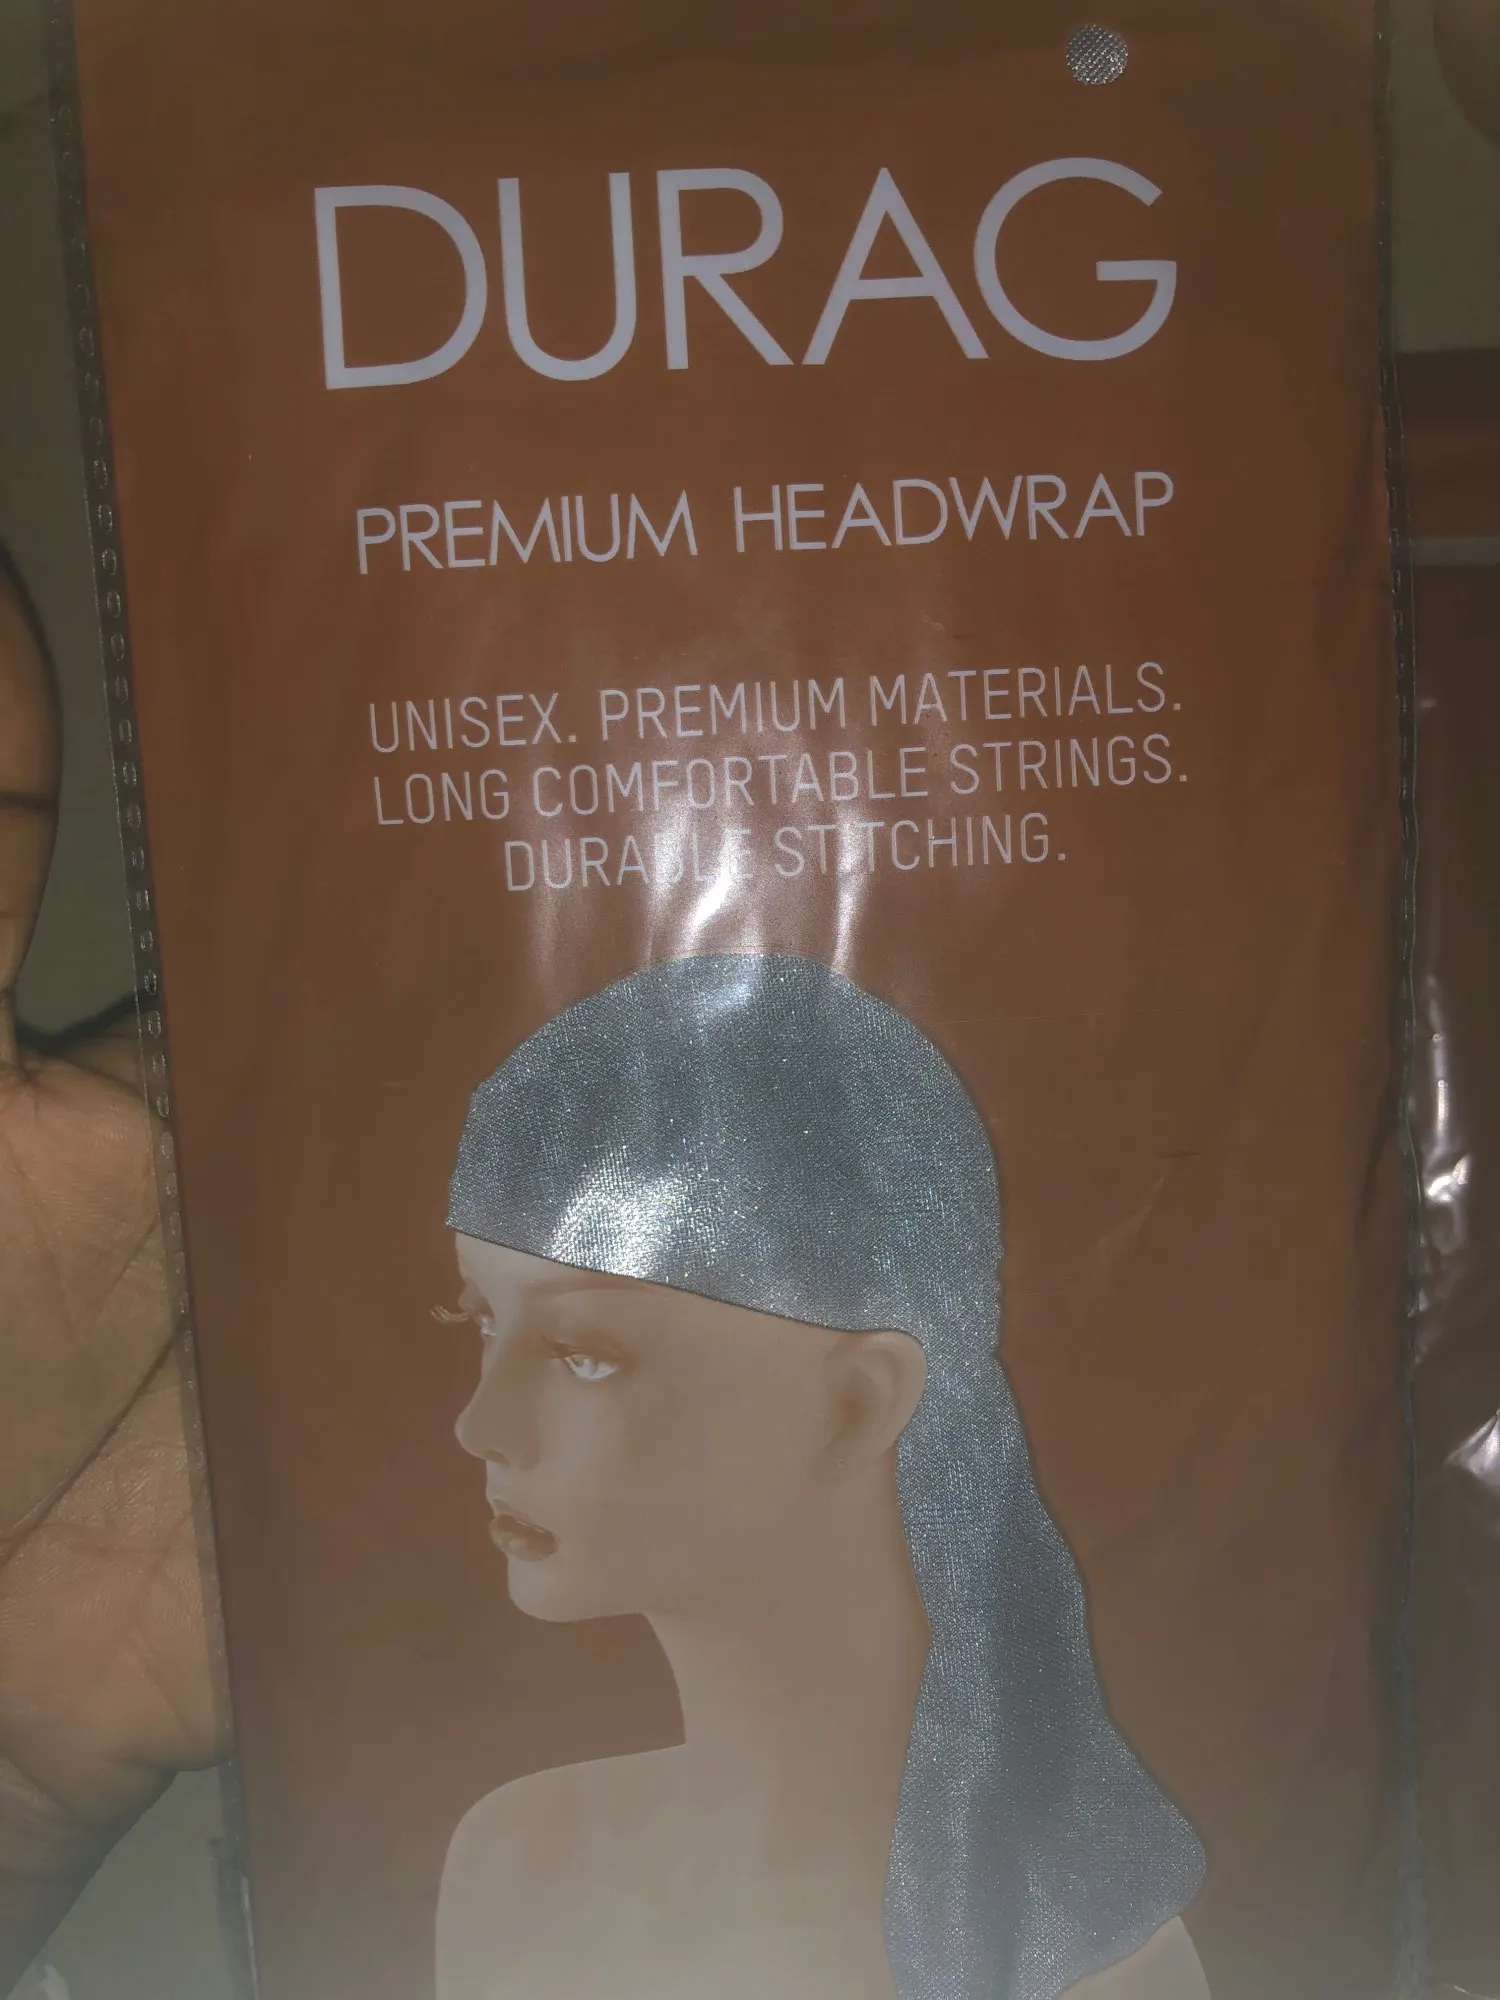 DURAG
PREMIUM HEADWRAP
UNISEX. PREMIUM MATERIALS.
LONG COMFORTABLE STRINGS.
DURABLE STITCHING.